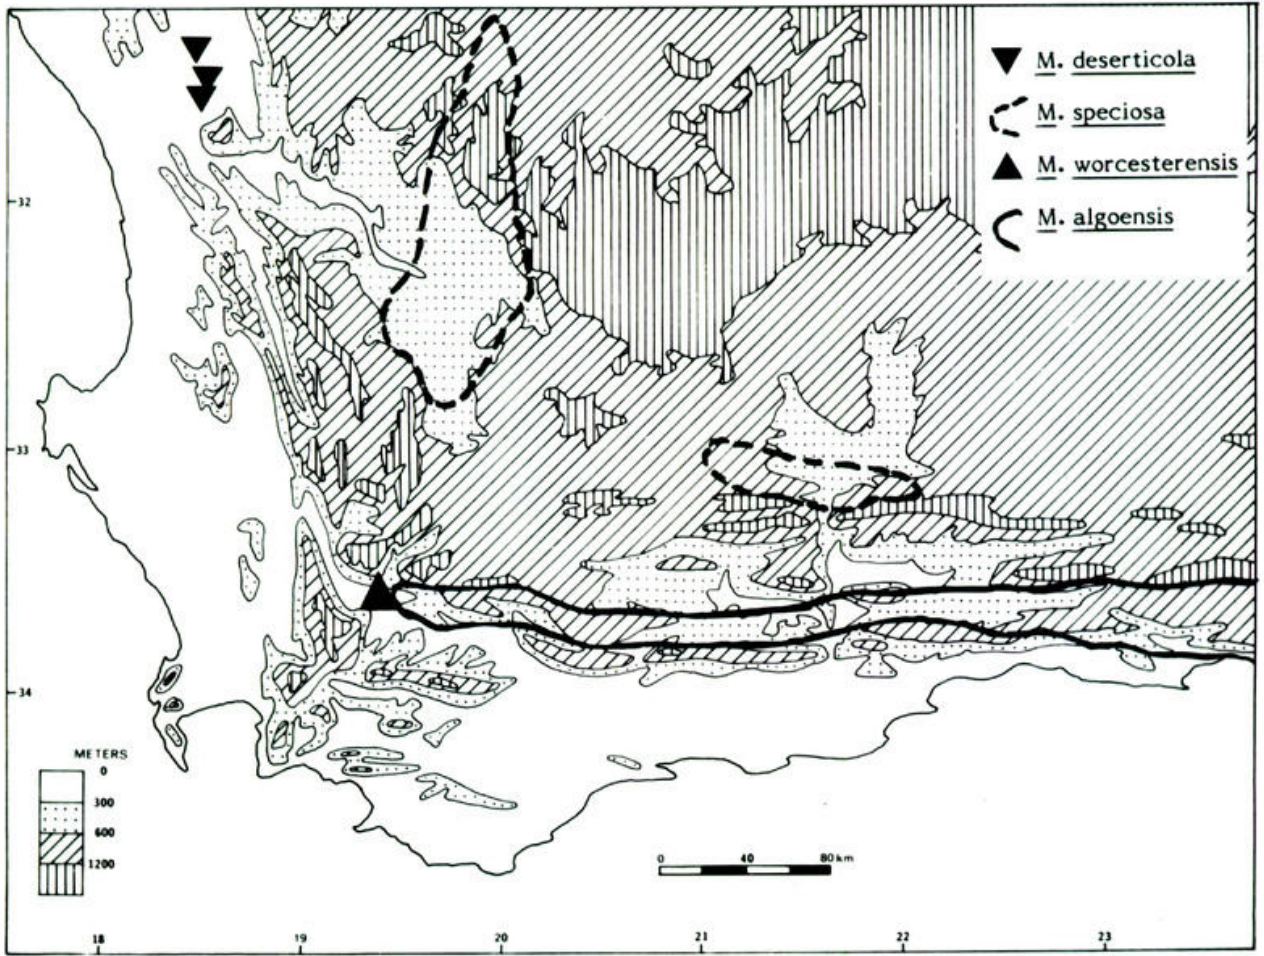 M. deserticola
M. speciosa
M. worcesterensis
M. algoensis
32
33
34
METERS
0
300
600
1200
0 40 80 km
18 19 20 21 22 23